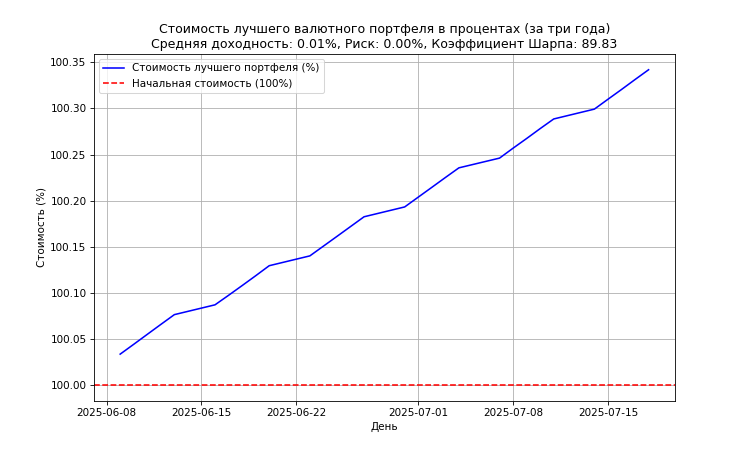 Стоимость лучшего валютного портфеля в процентах (за три года)
Средняя доходность: 0.01%, Риск: 0.00%, Коэффициент Шарпа: 89.83
Стоимость лучшего портфеля (%)
Начальная стоимость (100%)
Стоимость (%)
100.35
100.30
100.25
100.20
100.15
100.10
100.05
100.00
2025-06-08 2025-06-15 2025-06-22 2025-07-01 2025-07-08 2025-07-15
День